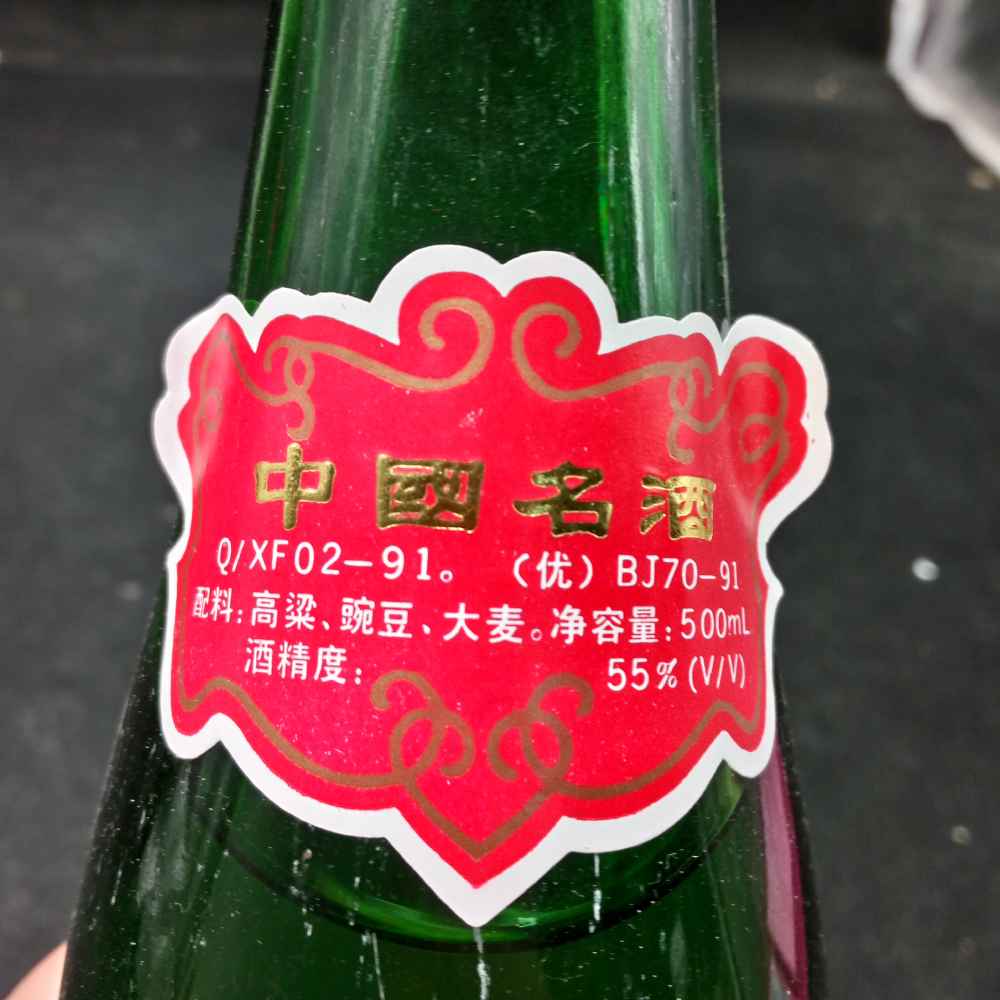 中國名酒
Q/XF02-91。 （优）BJ70-91
配料:高粱、豌豆、大麦。净容量:500mL
酒精度: 55%(V/V)